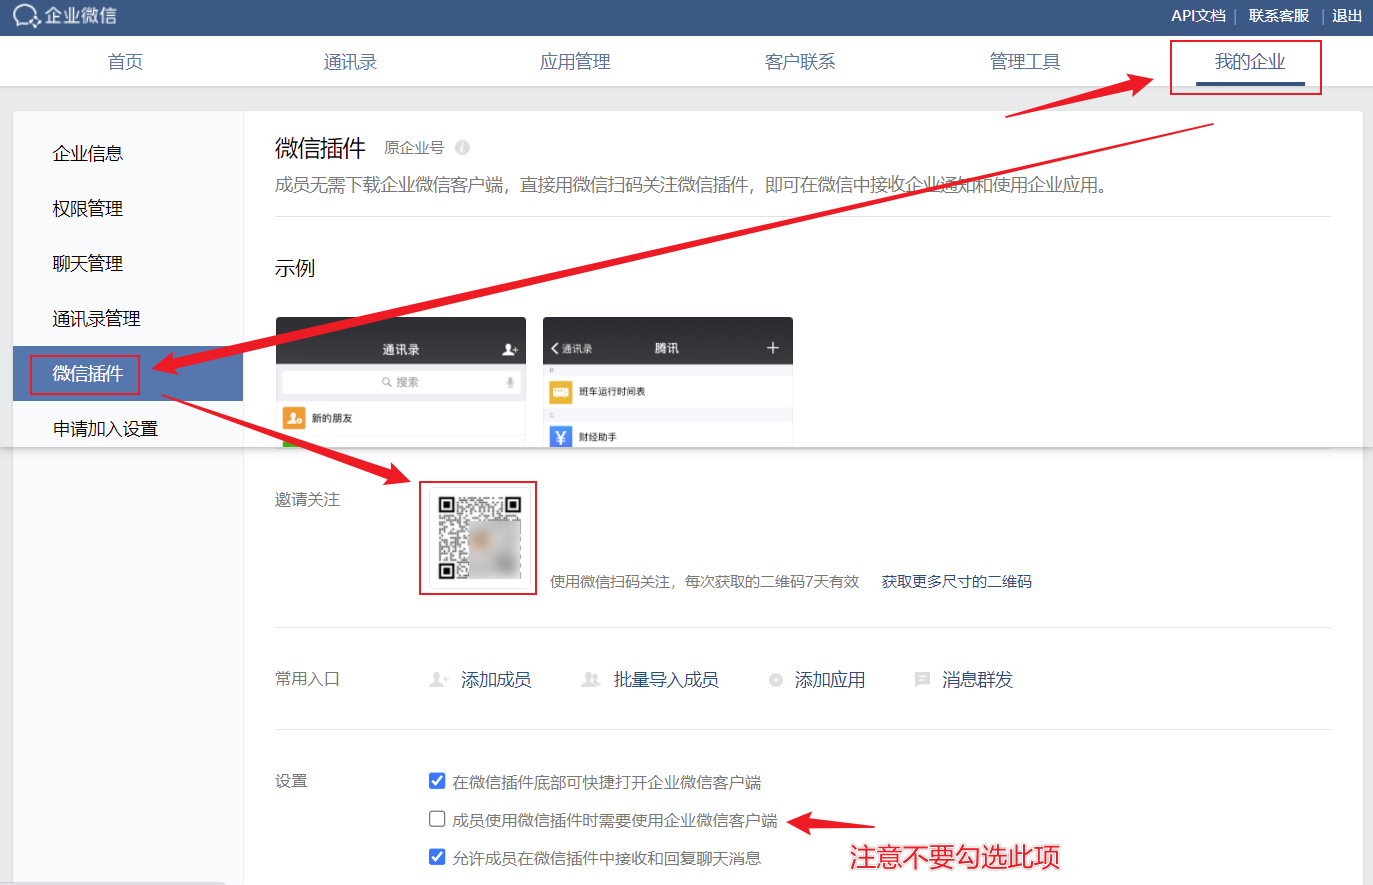 企业微信
API文档 | 联系客服 | 退出
首页 通讯录 应用管理 客户联系 管理工具 我的企业
企业信息
权限管理
聊天管理
通讯录管理
微信插件
申请加入设置
微信插件 原企业号
成员无需下载企业微信客户端，直接用微信扫码关注微信插件，即可在微信中接收企业通知和使用企业应用。
示例
通讯录
搜索
新的朋友
通讯录 腾讯 +
B
班车运行时间表
C
财经助手
邀请关注
使用微信扫码关注，每次获取的二维码7天有效 获取更多尺寸的二维码
常用入口 添加成员 批量导入成员 添加应用 消息群发
设置
在微信插件底部可快捷打开企业微信客户端
成员使用微信插件时需要使用企业微信客户端
允许成员在微信插件中接收和回复聊天消息
注意不要勾选此项